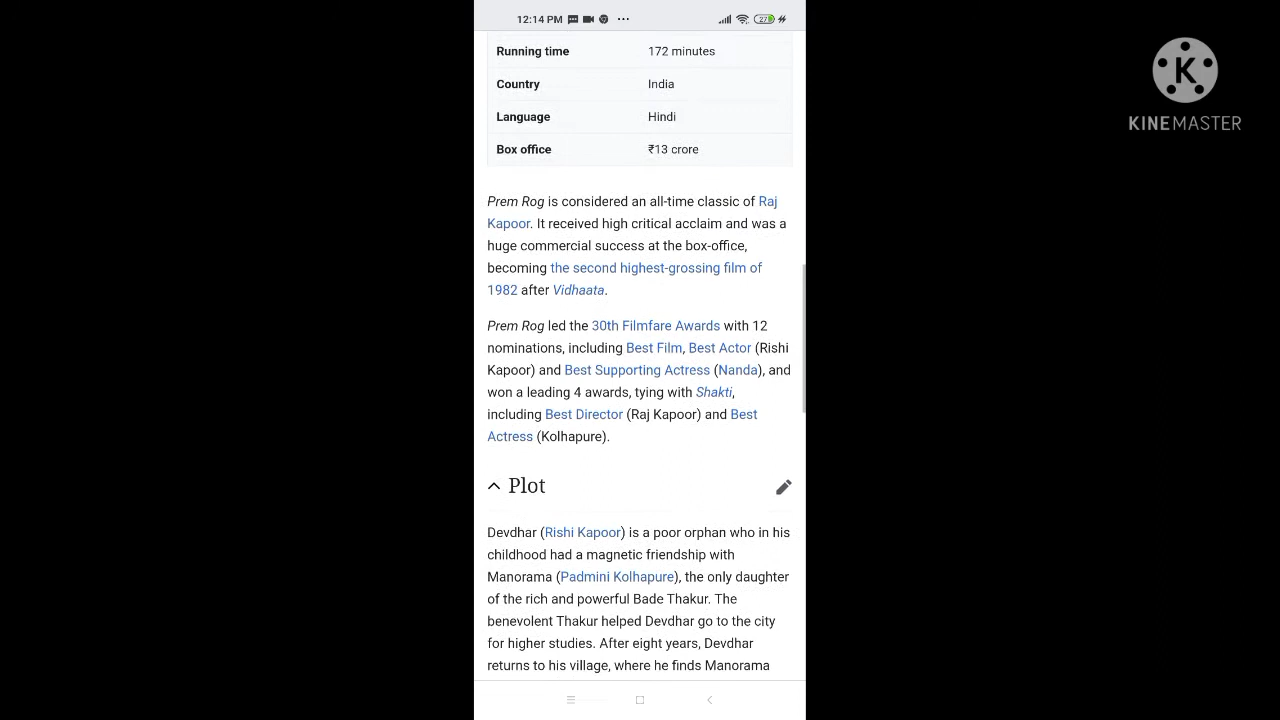 12:14 PM
27
KINEMASTER
Running time 172 minutes
Country India
Language Hindi
Box office ₹13 crore
Prem Rog is considered an all-time classic of Raj
Kapoor. It received high critical acclaim and was a
huge commercial success at the box-office,
becoming the second highest-grossing film of
1982 after Vidhaata.
Prem Rog led the 30th Filmfare Awards with 12
nominations, including Best Film, Best Actor (Rishi
Kapoor) and Best Supporting Actress (Nanda), and
won a leading 4 awards, tying with Shakti,
including Best Director (Raj Kapoor) and Best
Actress (Kolhapure).
Plot
Devdhar (Rishi Kapoor) is a poor orphan who in his
childhood had a magnetic friendship with
Manorama (Padmini Kolhapure), the only daughter
of the rich and powerful Bade Thakur. The
benevolent Thakur helped Devdhar go to the city
for higher studies. After eight years, Devdhar
returns to his village, where he finds Manorama